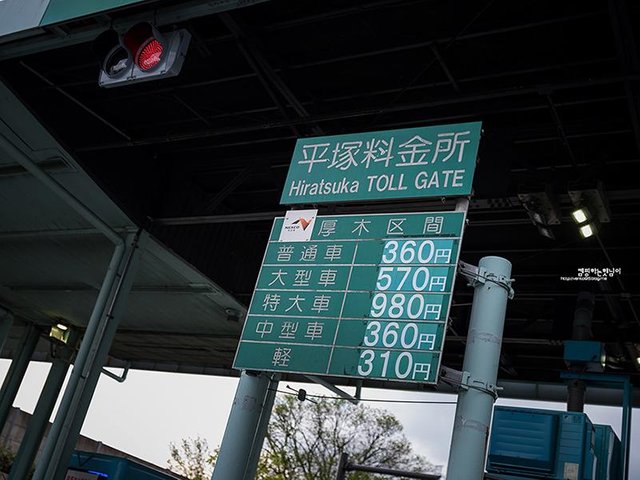 平塚料金所
Hiratsuka TOLL GATE
NEXCO
厚木区間
普通車 360円
大型車 570円
特大車 980円
中型車 360円
軽 310円